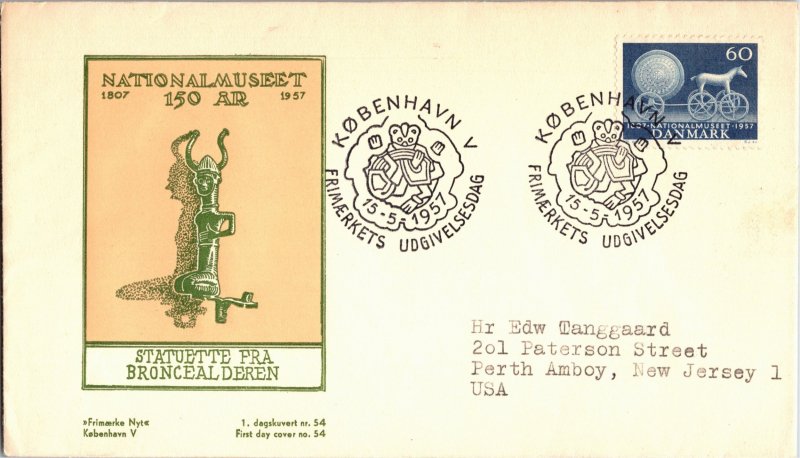 NATIONALMUSEET
1807 150 ÅR 1957
STATUETTE FRA
BRONCEALDEREN
»Frimærke Nyt« 1. dagskuvert nr. 54
København V First day cover no. 54
KØBENHAVN V
15-5-1957
FRIMÆRKETS UDGIVELSESDAG
KØBENHAVN V
15-5-1957
FRIMÆRKETS UDGIVELSESDAG
60
1807-NATIONALMUSEET-1957
DANMARK
Hr Edw Tanggaard
2ol Paterson Street
Perth Amboy, New Jersey 1
USA